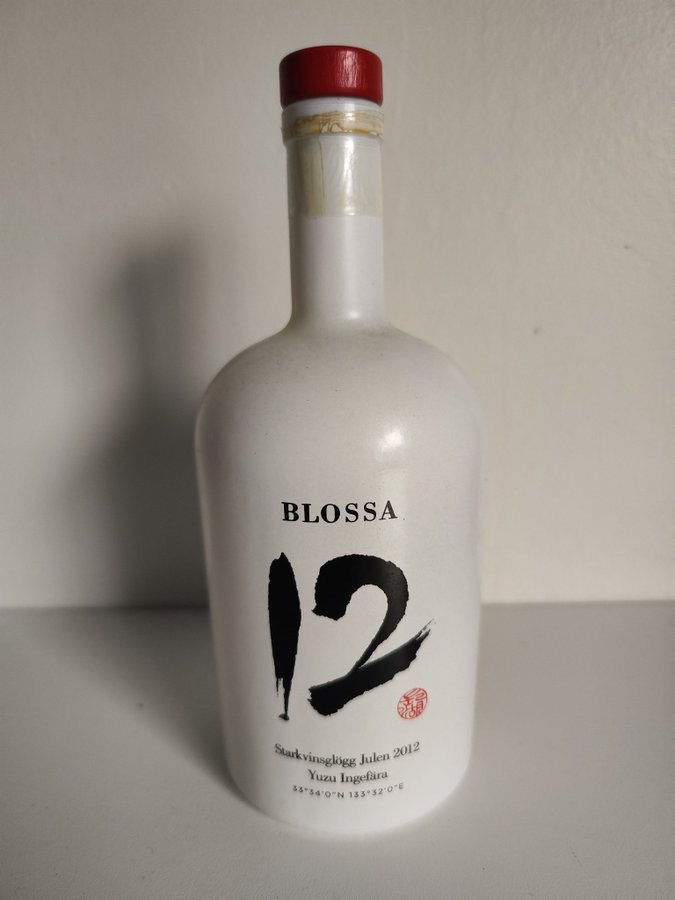 BLOSSA
12
Starkvinsglögg Julen 2012
Yuzu Ingefära
33°34'0"N 133°32'0"E